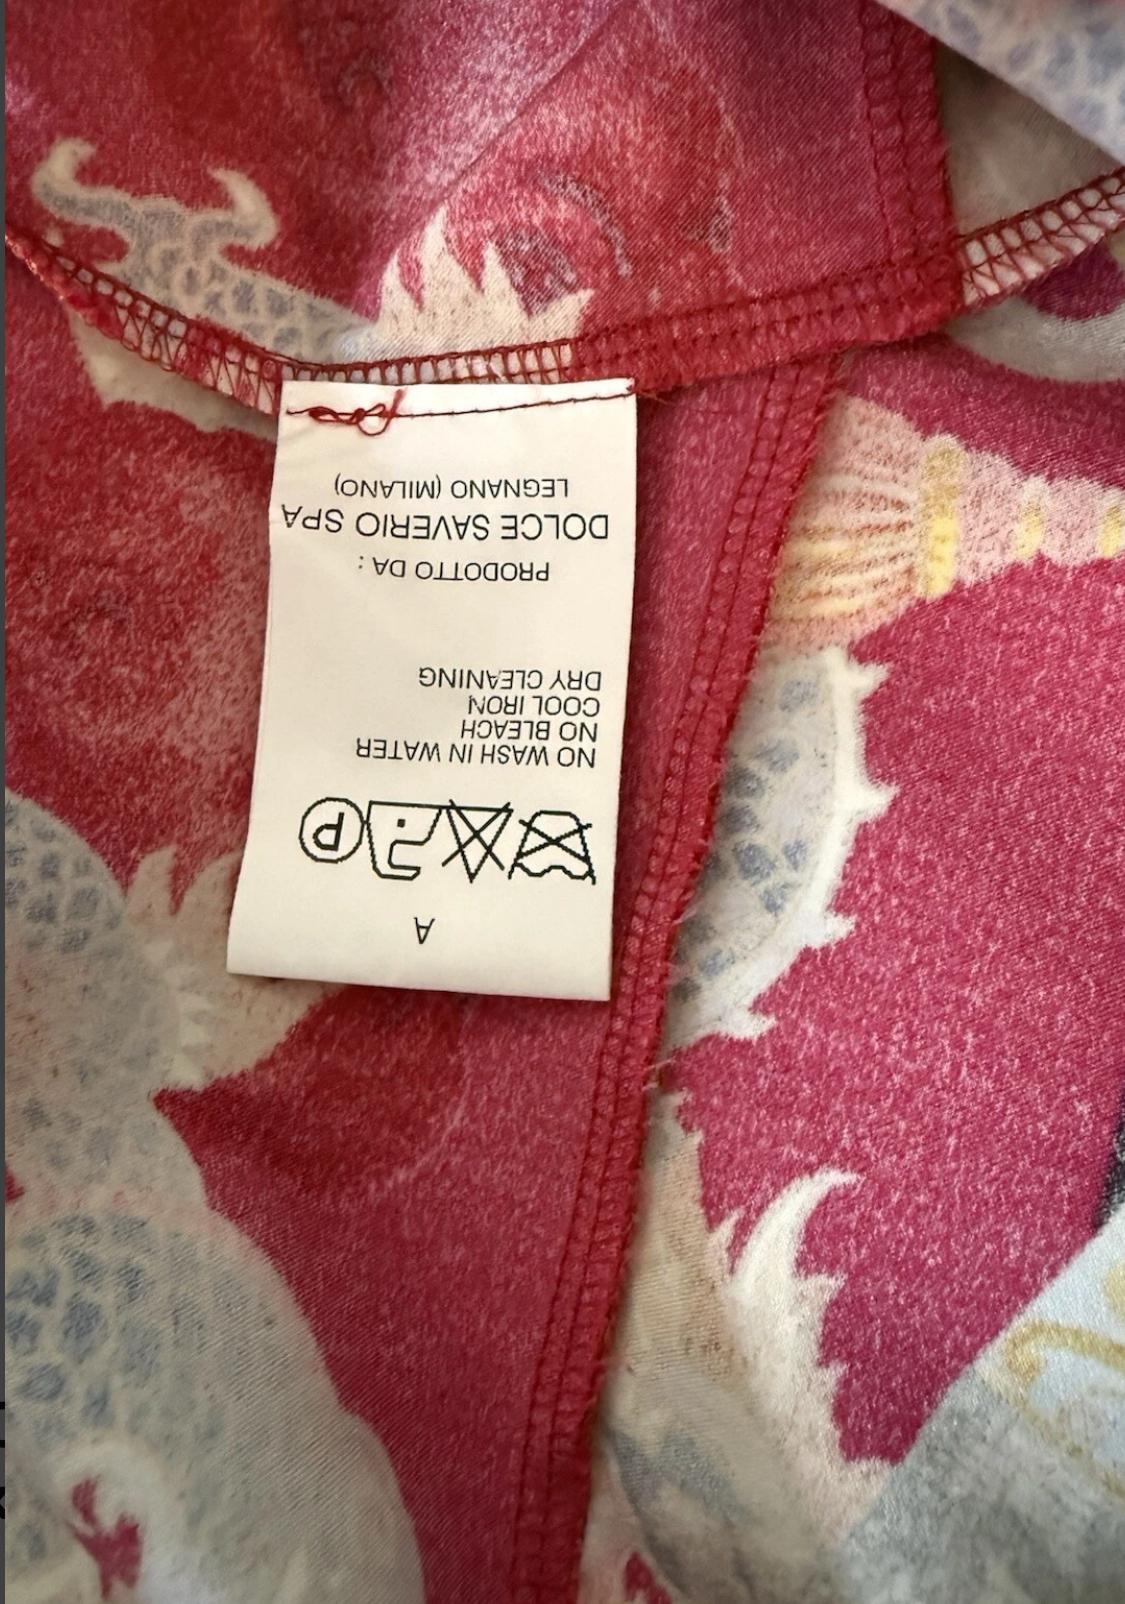 A
P
NO WASH IN WATER
NO BLEACH
COOL IRON
DRY CLEANING
PRODOTTO DA :
DOLCE SAVERIO SPA
LEGNANO (MILANO)